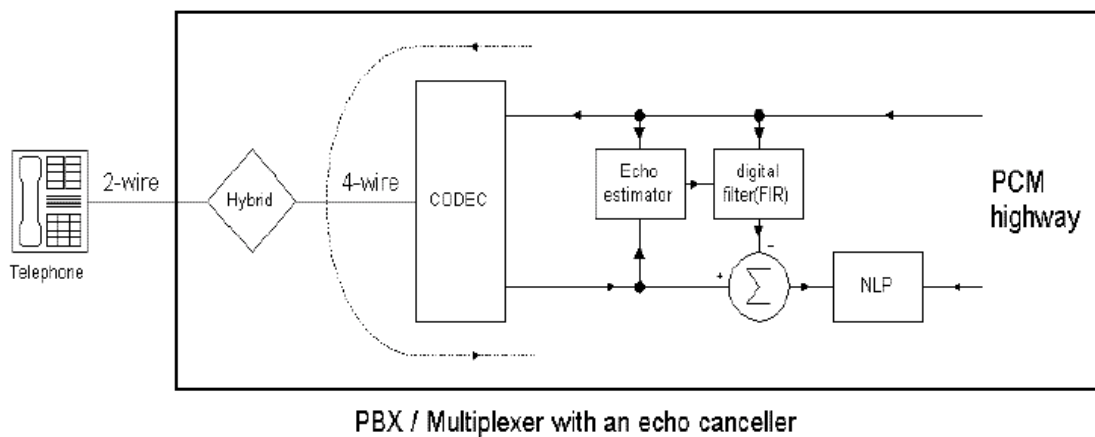 2-wire
Hybrid
4-wire
CODEC
Echo
estimator
digital
filter(FIR)
PCM
highway
Telephone
-
+
Σ
NLP
PBX / Multiplexer with an echo canceller